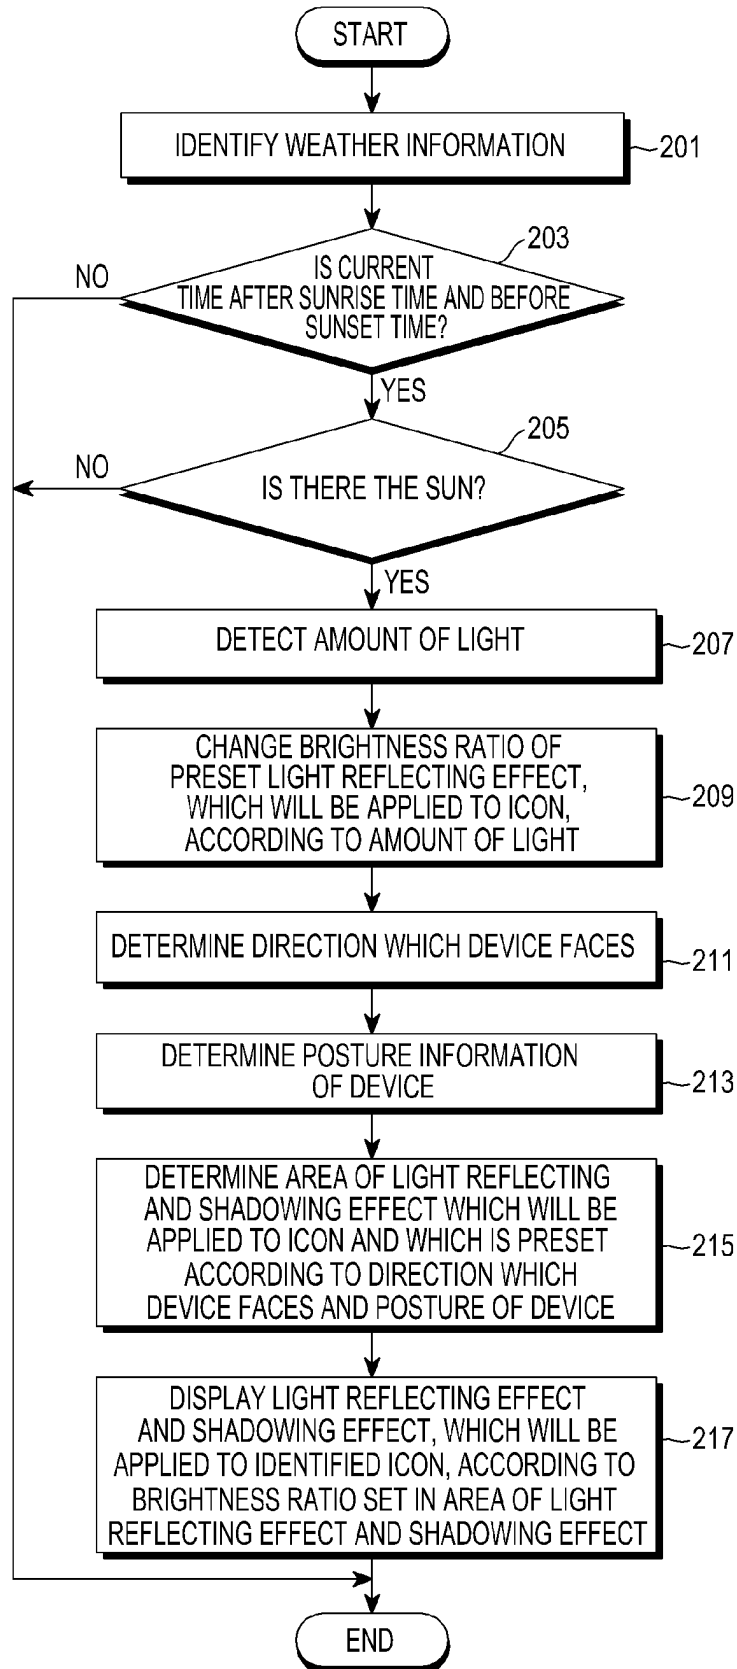 START
IDENTIFY WEATHER INFORMATION
201
203
NO
IS CURRENT
TIME AFTER SUNRISE TIME AND BEFORE
SUNSET TIME?
YES
205
NO
IS THERE THE SUN?
YES
DETECT AMOUNT OF LIGHT
207
CHANGE BRIGHTNESS RATIO OF
PRESET LIGHT REFLECTING EFFECT,
WHICH WILL BE APPLIED TO ICON,
ACCORDING TO AMOUNT OF LIGHT
209
DETERMINE DIRECTION WHICH DEVICE FACES
211
DETERMINE POSTURE INFORMATION
OF DEVICE
213
DETERMINE AREA OF LIGHT REFLECTING
AND SHADOWING EFFECT WHICH WILL BE
APPLIED TO ICON AND WHICH IS PRESET
ACCORDING TO DIRECTION WHICH
DEVICE FACES AND POSTURE OF DEVICE
215
DISPLAY LIGHT REFLECTING EFFECT
AND SHADOWING EFFECT, WHICH WILL BE
APPLIED TO IDENTIFIED ICON, ACCORDING TO
BRIGHTNESS RATIO SET IN AREA OF LIGHT
REFLECTING EFFECT AND SHADOWING EFFECT
217
END